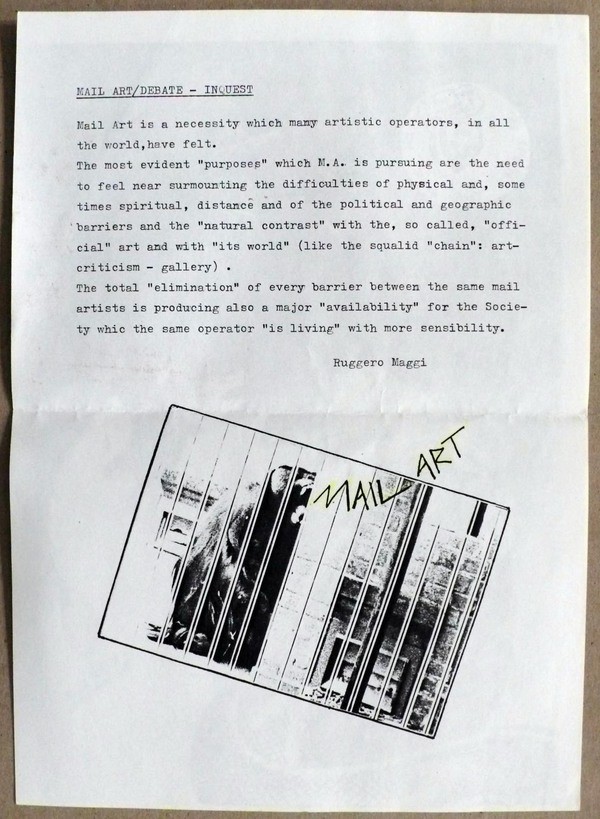 MAIL ART/DEBATE - INQUEST
Mail Art is a necessity which many artistic operators, in all
the world,have felt.
The most evident "purposes" which M.A. is pursuing are the need
to feel near surmounting the difficulties of physical and, some
times spiritual, distance and of the political and geographic
barriers and the "natural contrast" with the, so called, "offi-
cial" art and with "its world" (like the squalid "chain": art-
criticism - gallery) .
The total "elimination" of every barrier between the same mail
artists is producing also a major "availability" for the Socie-
ty whic the same operator "is living" with more sensibility.
Ruggero Maggi
MAIL ART